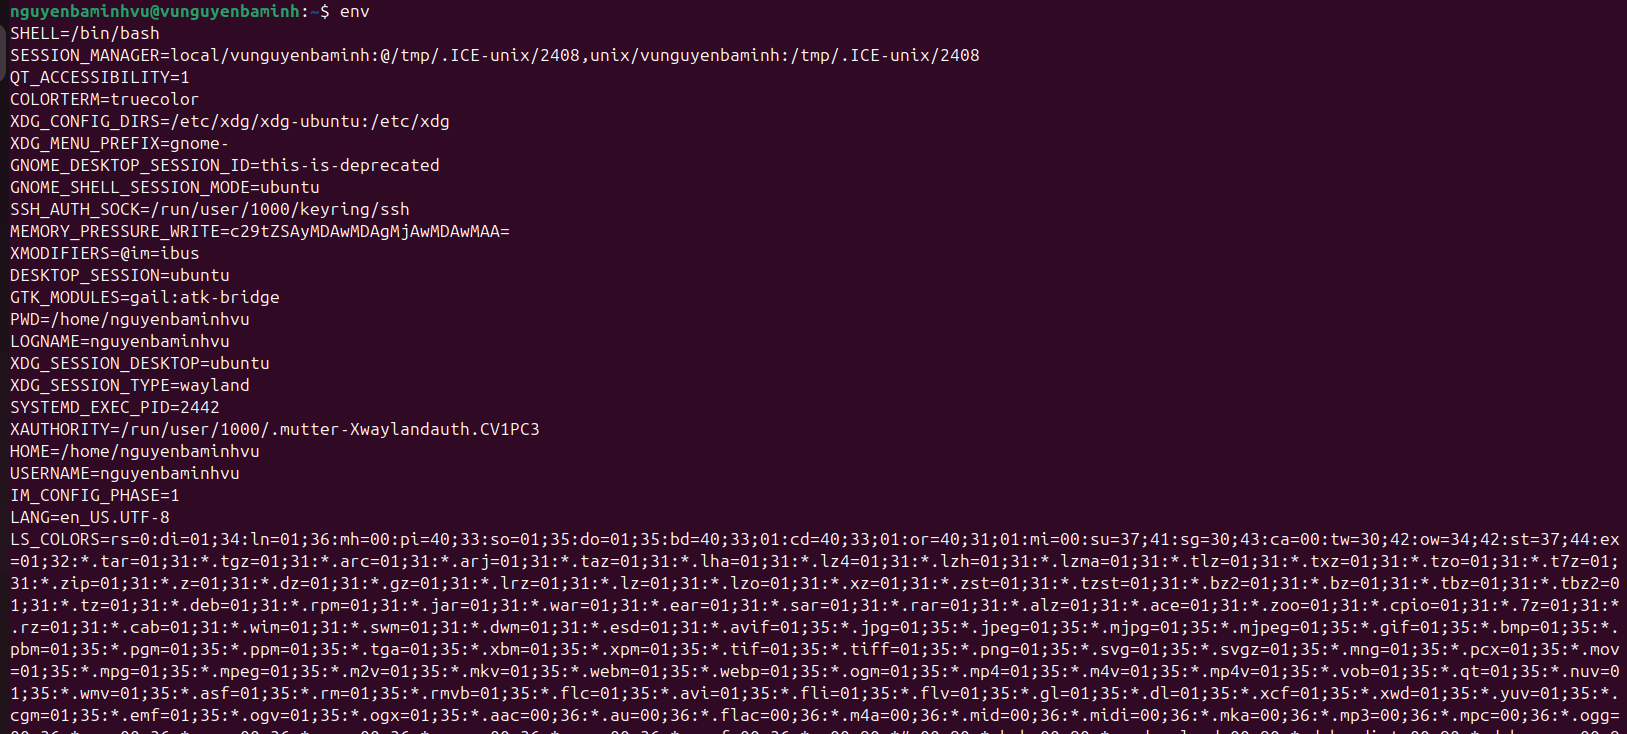 nguyenbaminhvu@vunguyenbaminh:~$ env
SHELL=/bin/bash
SESSION_MANAGER=local/vunguyenbaminh:@/tmp/.ICE-unix/2408,unix/vunguyenbaminh:/tmp/.ICE-unix/2408
QT_ACCESSIBILITY=1
COLORTERM=truecolor
XDG_CONFIG_DIRS=/etc/xdg/xdg-ubuntu:/etc/xdg
XDG_MENU_PREFIX=gnome-
GNOME_DESKTOP_SESSION_ID=this-is-deprecated
GNOME_SHELL_SESSION_MODE=ubuntu
SSH_AUTH_SOCK=/run/user/1000/keyring/ssh
MEMORY_PRESSURE_WRITE=c29tZSAyMDAwMDAgMjAwMDAwMAA=
XMODIFIERS=@im=ibus
DESKTOP_SESSION=ubuntu
GTK_MODULES=gail:atk-bridge
PWD=/home/nguyenbaminhvu
LOGNAME=nguyenbaminhvu
XDG_SESSION_DESKTOP=ubuntu
XDG_SESSION_TYPE=wayland
SYSTEMD_EXEC_PID=2442
XAUTHORITY=/run/user/1000/.mutter-Xwaylandauth.CV1PC3
HOME=/home/nguyenbaminhvu
USERNAME=nguyenbaminhvu
IM_CONFIG_PHASE=1
LANG=en_US.UTF-8
LS_COLORS=rs=0:di=01;34:ln=01;36:mh=00:pi=40;33:so=01;35:do=01;35:bd=40;33;01:cd=40;33;01:or=40;31;01:mi=00:su=37;41:sg=30;43:ca=00:tw=30;42:ow=34;42:st=37;44:ex
=01;32:*.tar=01;31:*.tgz=01;31:*.arc=01;31:*.arj=01;31:*.taz=01;31:*.lha=01;31:*.lz4=01;31:*.lzh=01;31:*.lzma=01;31:*.tlz=01;31:*.txz=01;31:*.tzo=01;31:*.t7z=01;
31:*.zip=01;31:*.z=01;31:*.dz=01;31:*.gz=01;31:*.lrz=01;31:*.lz=01;31:*.lzo=01;31:*.xz=01;31:*.zst=01;31:*.tzst=01;31:*.bz2=01;31:*.bz=01;31:*.tbz=01;31:*.tbz2=0
1;31:*.tz=01;31:*.deb=01;31:*.rpm=01;31:*.jar=01;31:*.war=01;31:*.ear=01;31:*.sar=01;31:*.rar=01;31:*.alz=01;31:*.ace=01;31:*.zoo=01;31:*.cpio=01;31:*.7z=01;31:*
.rz=01;31:*.cab=01;31:*.wim=01;31:*.swm=01;31:*.dwm=01;31:*.esd=01;31:*.avif=01;35:*.jpg=01;35:*.jpeg=01;35:*.mjpg=01;35:*.mjpeg=01;35:*.gif=01;35:*.bmp=01;35:*.
pbm=01;35:*.pgm=01;35:*.ppm=01;35:*.tga=01;35:*.xbm=01;35:*.xpm=01;35:*.tif=01;35:*.tiff=01;35:*.png=01;35:*.svg=01;35:*.svgz=01;35:*.mng=01;35:*.pcx=01;35:*.mov
=01;35:*.mpg=01;35:*.mpeg=01;35:*.m2v=01;35:*.mkv=01;35:*.webm=01;35:*.webp=01;35:*.ogm=01;35:*.mp4=01;35:*.m4v=01;35:*.mp4v=01;35:*.vob=01;35:*.qt=01;35:*.nuv=0
1;35:*.wmv=01;35:*.asf=01;35:*.rm=01;35:*.rmvb=01;35:*.flc=01;35:*.avi=01;35:*.fli=01;35:*.flv=01;35:*.gl=01;35:*.dl=01;35:*.xcf=01;35:*.xwd=01;35:*.yuv=01;35:*.
cgm=01;35:*.emf=01;35:*.ogv=01;35:*.ogx=01;35:*.aac=00;36:*.au=00;36:*.flac=00;36:*.m4a=00;36:*.mid=00;36:*.midi=00;36:*.mka=00;36:*.mp3=00;36:*.mpc=00;36:*.ogg=